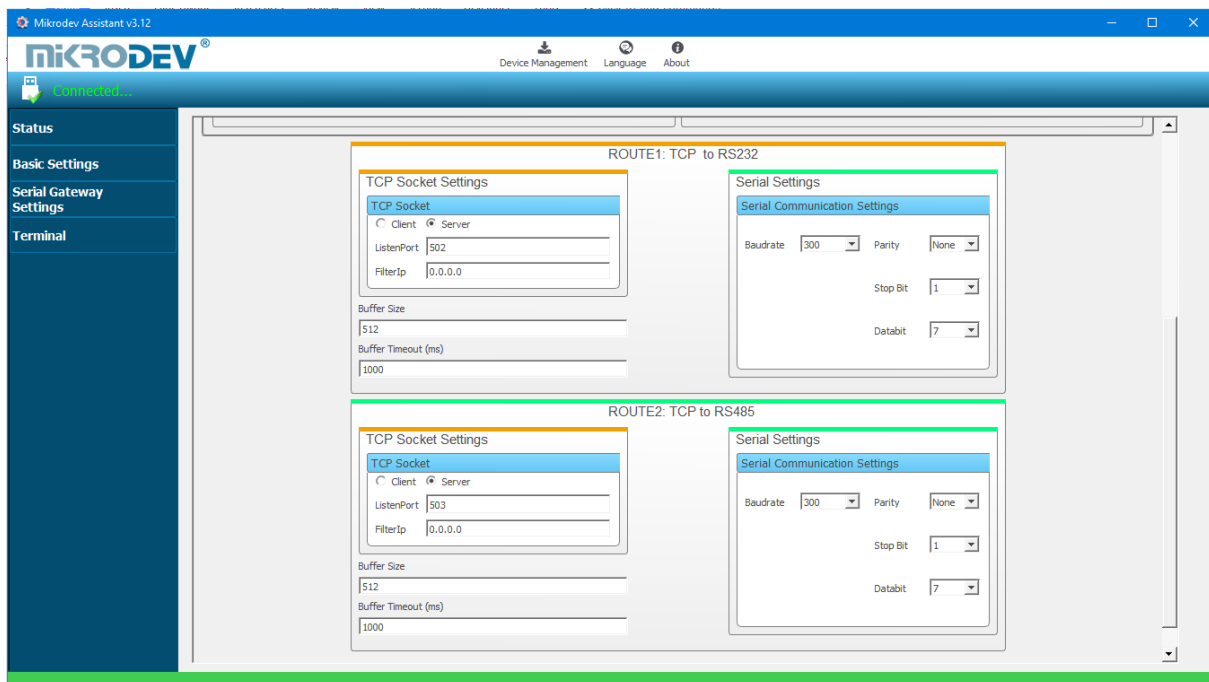 Mikrodev Assistant v3.12
MiKRODEV®
Device Management Language About
Connected...
Status
Basic Settings
Serial Gateway
Settings
Terminal
ROUTE1: TCP to RS232
TCP Socket Settings
TCP Socket
Client Server
ListenPort 502
FilterIp 0.0.0.0
Buffer Size
512
Buffer Timeout (ms)
1000
Serial Settings
Serial Communication Settings
Baudrate 300 Parity None
Stop Bit 1
Databit 7
ROUTE2: TCP to RS485
TCP Socket Settings
TCP Socket
Client Server
ListenPort 503
FilterIp 0.0.0.0
Buffer Size
512
Buffer Timeout (ms)
1000
Serial Settings
Serial Communication Settings
Baudrate 300 Parity None
Stop Bit 1
Databit 7